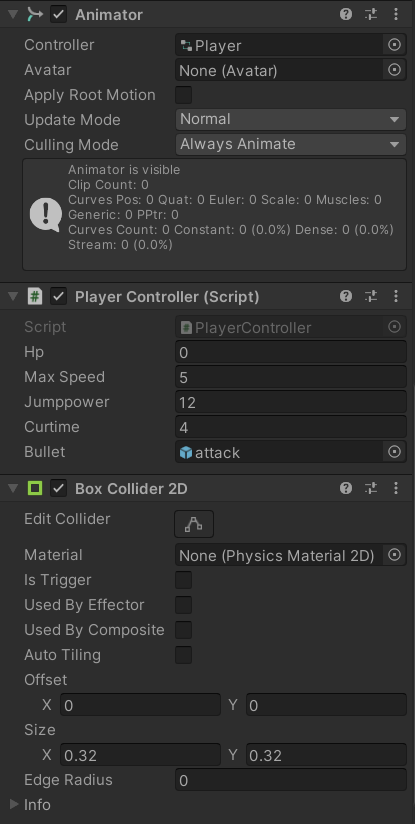 Animator
Controller Player
Avatar None (Avatar)
Apply Root Motion
Update Mode Normal
Culling Mode Always Animate
Animator is visible
Clip Count: 0
Curves Pos: 0 Quat: 0 Euler: 0 Scale: 0 Muscles: 0
Generic: 0 PPtr: 0
Curves Count: 0 Constant: 0 (0.0%) Dense: 0 (0.0%)
Stream: 0 (0.0%)
Player Controller (Script)
Script PlayerController
Hp 0
Max Speed 5
Jumppower 12
Curtime 4
Bullet attack
Box Collider 2D
Edit Collider
Material None (Physics Material 2D)
Is Trigger
Used By Effector
Used By Composite
Auto Tiling
Offset
X 0 Y 0
Size
X 0.32 Y 0.32
Edge Radius 0
Info